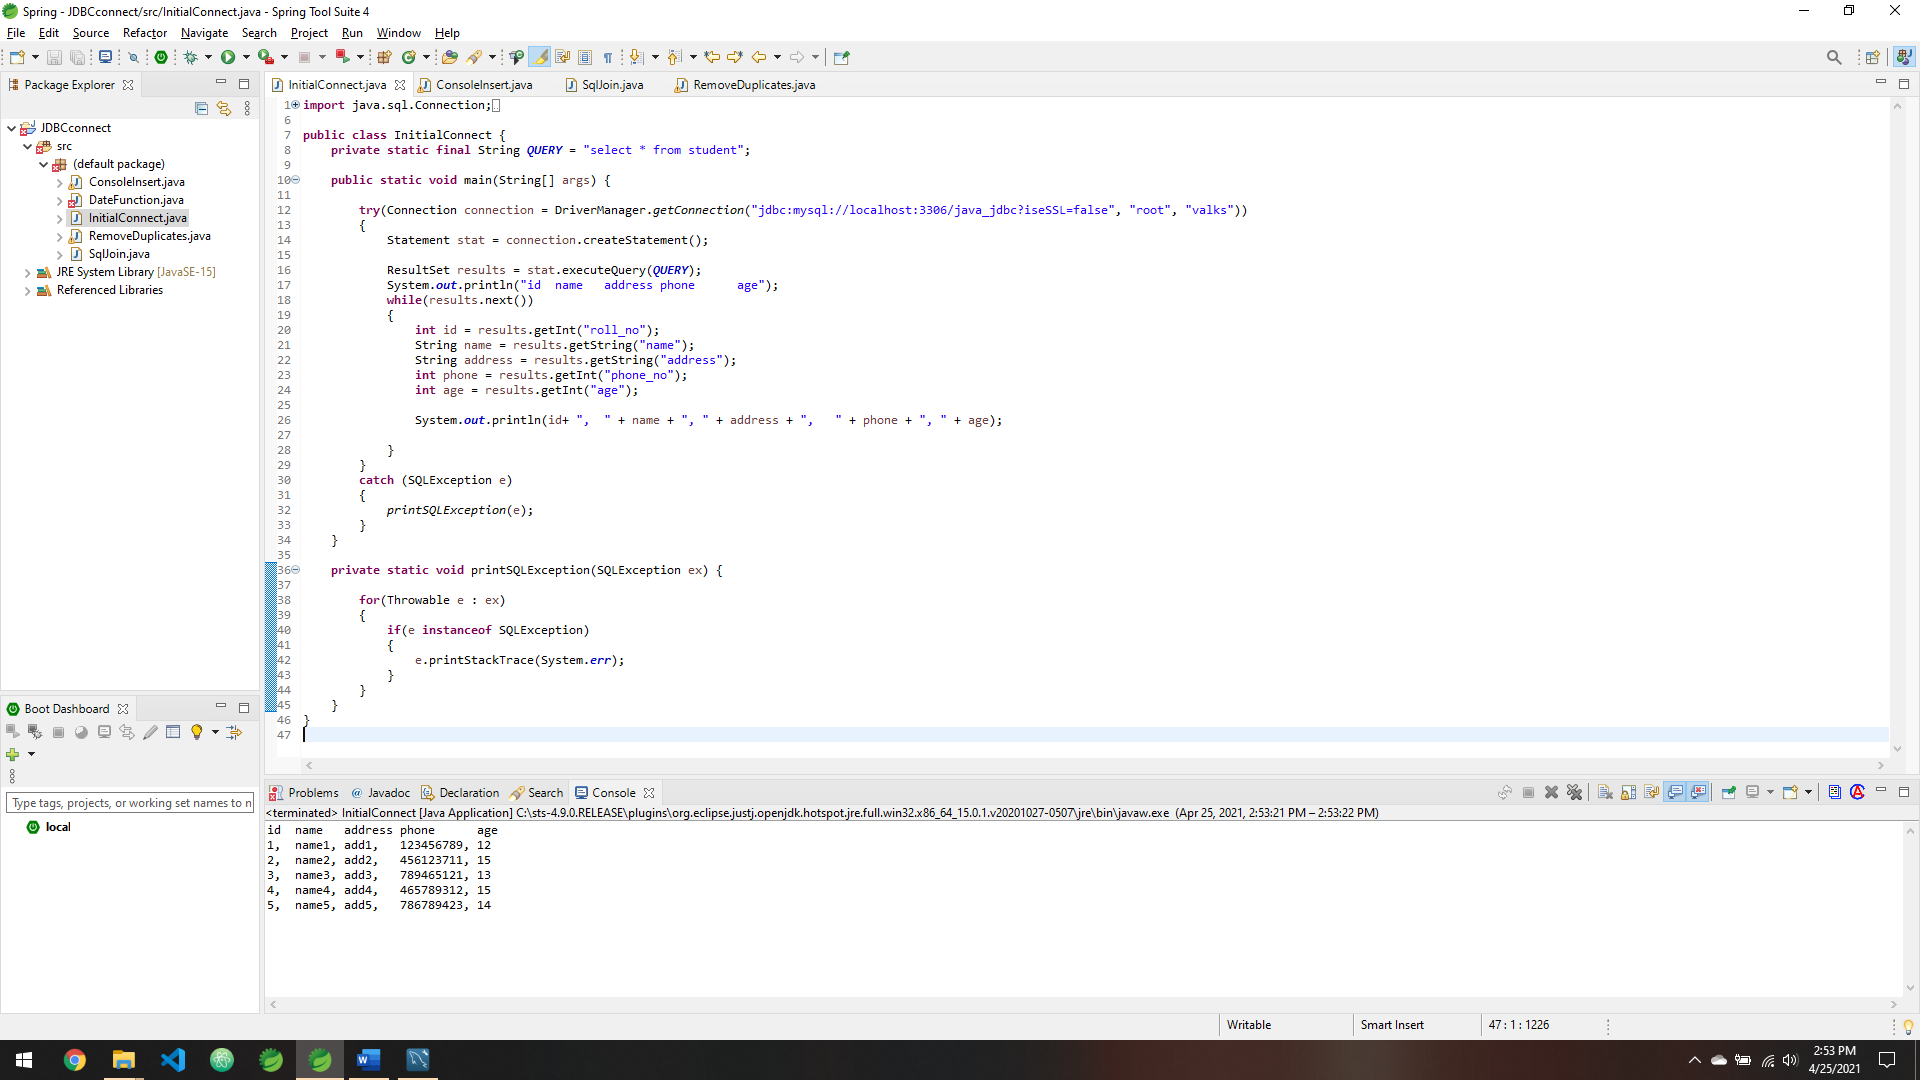 Spring - JDBCconnect/src/InitialConnect.java - Spring Tool Suite 4
File Edit Source Refactor Navigate Search Project Run Window Help
Package Explorer
JDBCconnect
src
(default package)
ConsoleInsert.java
DateFunction.java
InitialConnect.java
RemoveDuplicates.java
SqlJoin.java
JRE System Library [JavaSE-15]
Referenced Libraries
Boot Dashboard
Type tags, projects, or working set names to n
local
InitialConnect.java ConsoleInsert.java SqlJoin.java RemoveDuplicates.java
1 import java.sql.Connection;
6
7 public class InitialConnect {
8     private static final String QUERY = "select * from student";
9
10     public static void main(String[] args) {
11
12         try(Connection connection = DriverManager.getConnection("jdbc:mysql://localhost:3306/java_jdbc?iseSSL=false", "root", "valks"))
13         {
14             Statement stat = connection.createStatement();
15
16             ResultSet results = stat.executeQuery(QUERY);
17             System.out.println("id  name   address phone      age");
18             while(results.next())
19             {
20                 int id = results.getInt("roll_no");
21                 String name = results.getString("name");
22                 String address = results.getString("address");
23                 int phone = results.getInt("phone_no");
24                 int age = results.getInt("age");
25
26                 System.out.println(id+ ",  " + name + ", " + address + ",   " + phone + ", " + age);
27
28             }
29         }
30         catch (SQLException e)
31         {
32             printSQLException(e);
33         }
34     }
35
36     private static void printSQLException(SQLException ex) {
37
38         for(Throwable e : ex)
39         {
40             if(e instanceof SQLException)
41             {
42                 e.printStackTrace(System.err);
43             }
44         }
45     }
46 }
47
Problems @ Javadoc Declaration Search Console
<terminated> InitialConnect [Java Application] C:\sts-4.9.0.RELEASE\plugins\org.eclipse.justj.openjdk.hotspot.jre.full.win32.x86_64_15.0.1.v20201027-0507\jre\bin\javaw.exe  (Apr 25, 2021, 2:53:21 PM – 2:53:22 PM)
id  name   address phone      age
1,  name1, add1,   123456789, 12
2,  name2, add2,   456123711, 15
3,  name3, add3,   789465121, 13
4,  name4, add4,   465789312, 15
5,  name5, add5,   786789423, 14
Writable Smart Insert 47 : 1 : 1226
2:53 PM
4/25/2021